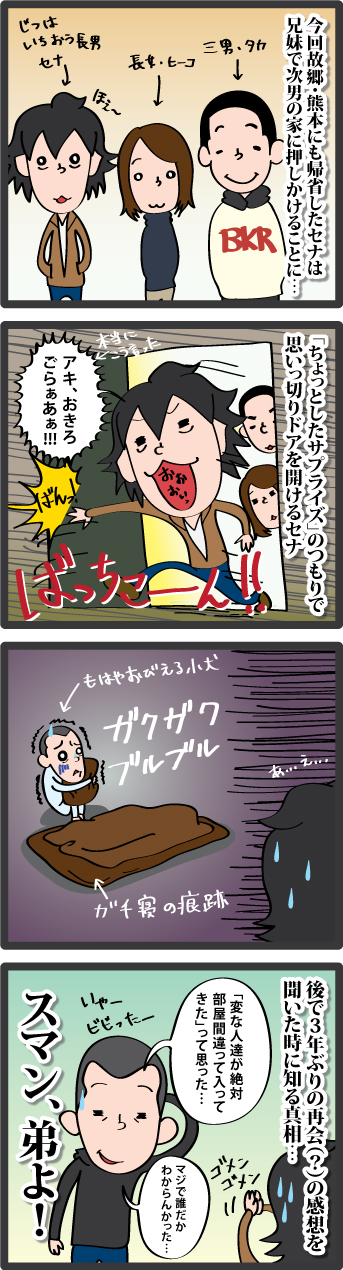 今回故郷・熊本にも帰省したセナは
兄妹で次男の家に押しかけることに…
三男、タカ
長女・ヒーコ
じつは
いちおう長男
セナ
ほえ〜
BKR
「ちょっとしたサプライズ」のつもりで
思いっ切りドアを開けるセナ
本当に
こう言った
アキ、おきろ
ごらぁあぁ!!!
おおおおい
ばんっ
ばっちこーーん!!
もはやおびえる小犬
ガクガク
ブルブル
あ…え…
ガチ寝の痕跡
後で3年ぶりの再会(?)の感想を
聞いた時に知る真相…
「変な人達が絶対
部屋間違って入って
きた」って思った…
いやー
ビビったー
マジで誰だか
わからんかった…
ゴメン
ゴメン
スマン、弟よ!